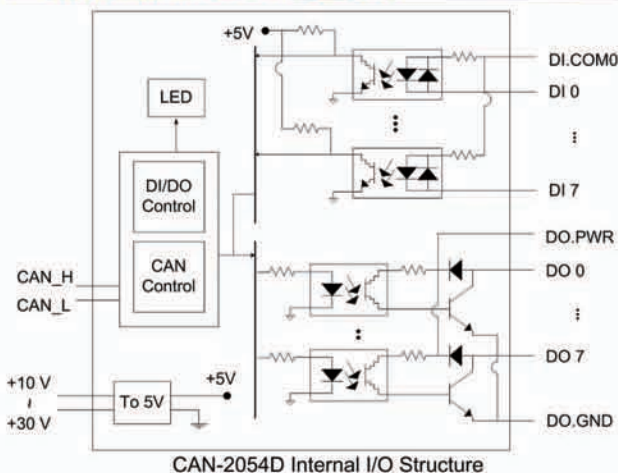 +5V
DI.COM0
LED
DI 0
DI/DO
Control
DI 7
DO.PWR
CAN
Control
DO 0
CAN_H
CAN_L
+10 V
~
+30 V
To 5V
+5V
DO 7
DO.GND
CAN-2054D Internal I/O Structure